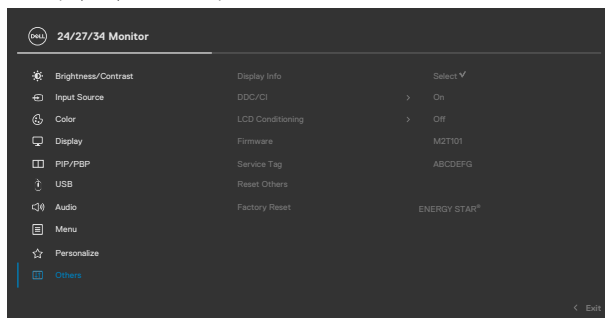 DELL 24/27/34 Monitor
Brightness/Contrast Display Info Select
Input Source DDC/CI > On
Color LCD Conditioning > Off
Display Firmware M2T101
PIP/PBP Service Tag ABCDEFG
USB Reset Others
Audio Factory Reset ENERGY STAR®
Menu
Personalize
Others
< Exit